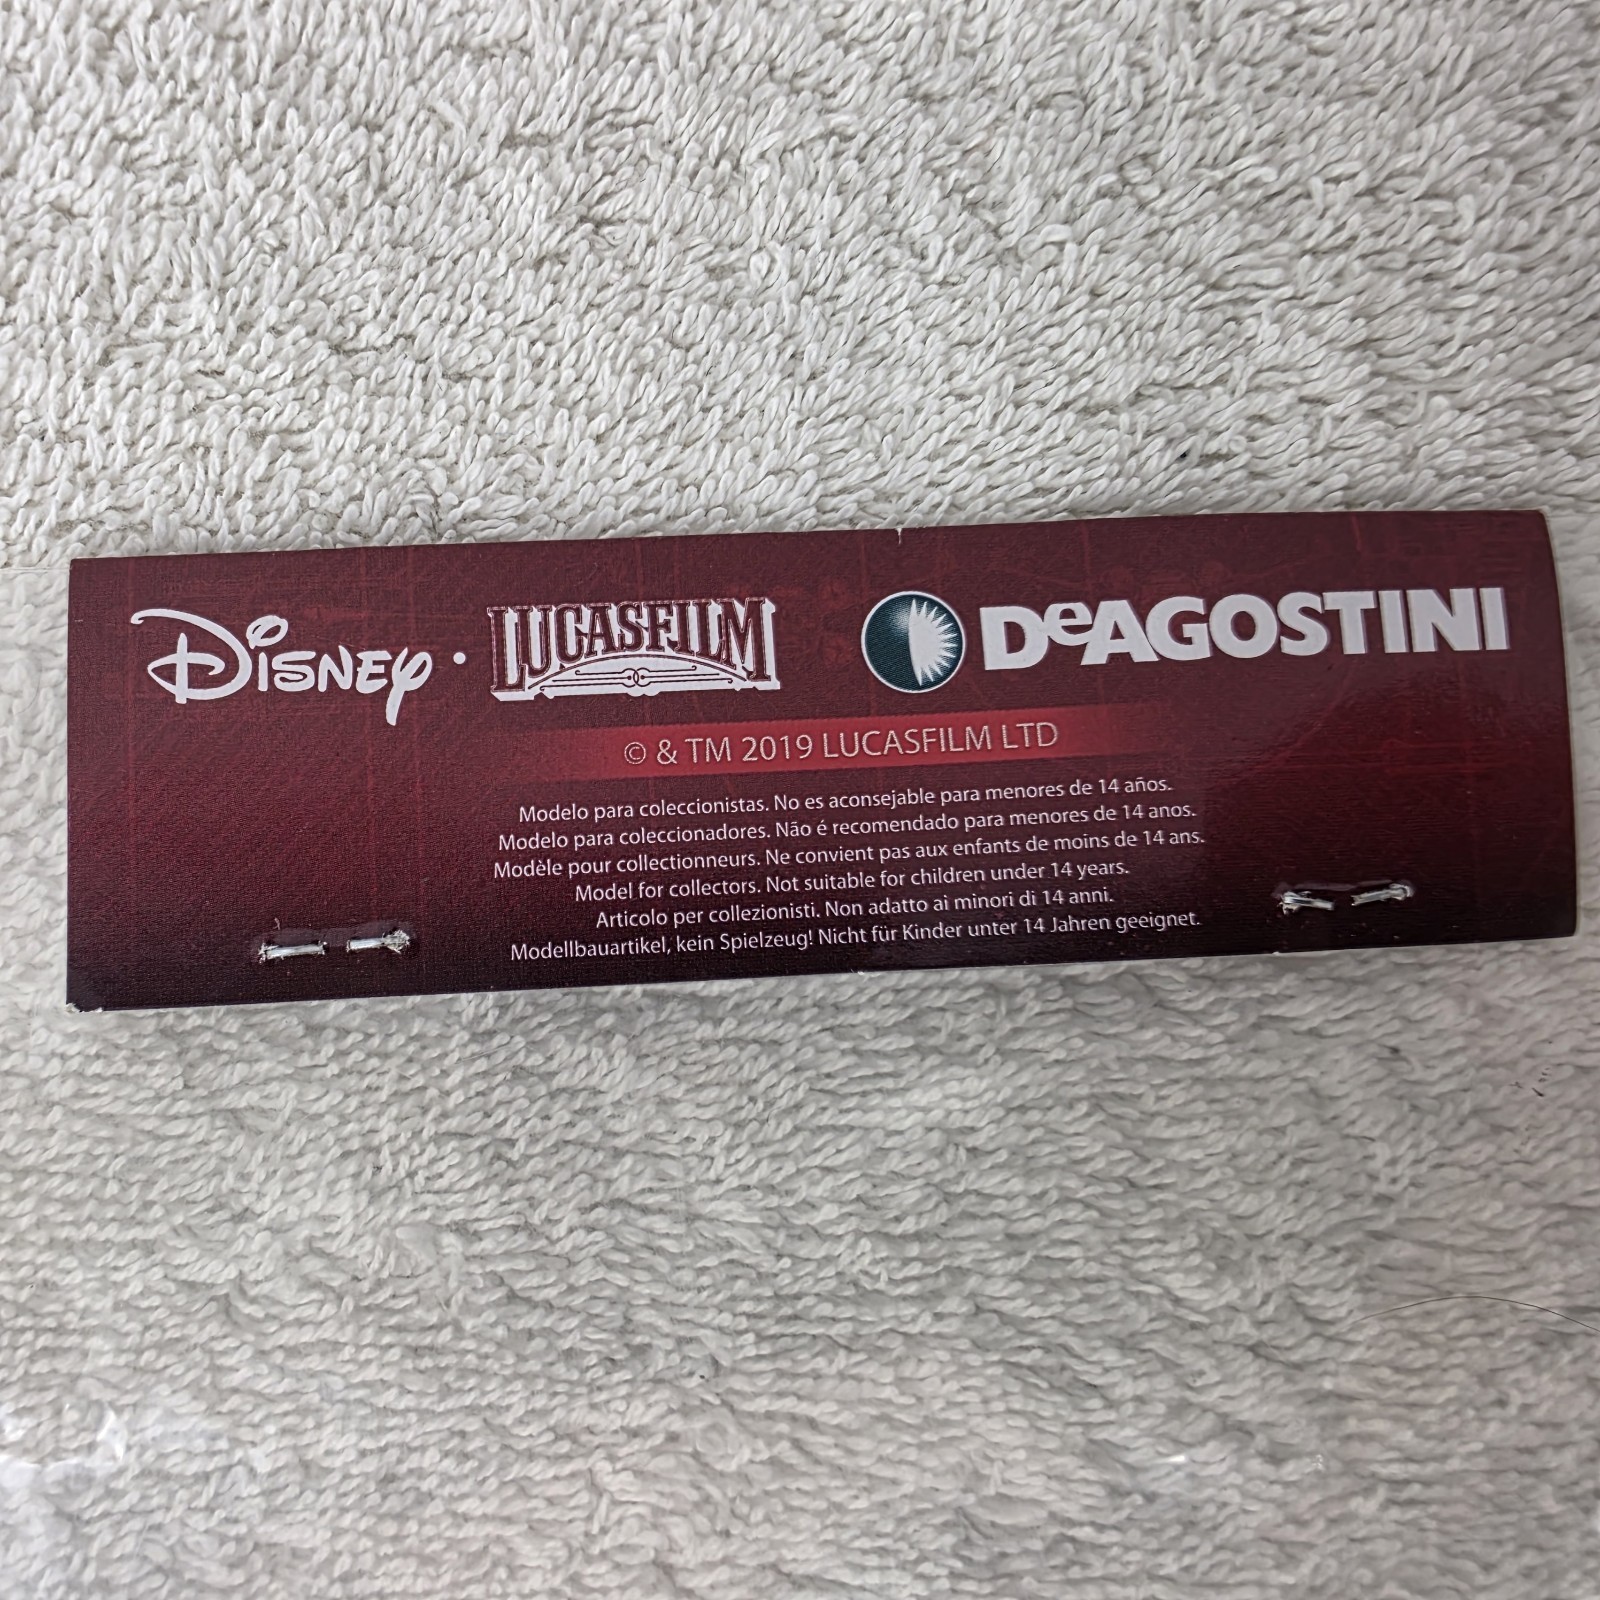 Disney · LUCASFILM DeAGOSTINI
© & TM 2019 LUCASFILM LTD
Modelo para coleccionistas. No es aconsejable para menores de 14 años.
Modelo para coleccionadores. Não é recomendado para menores de 14 anos.
Modèle pour collectionneurs. Ne convient pas aux enfants de moins de 14 ans.
Model for collectors. Not suitable for children under 14 years.
Articolo per collezionisti. Non adatto ai minori di 14 anni.
Modellbauartikel, kein Spielzeug! Nicht für Kinder unter 14 Jahren geeignet.